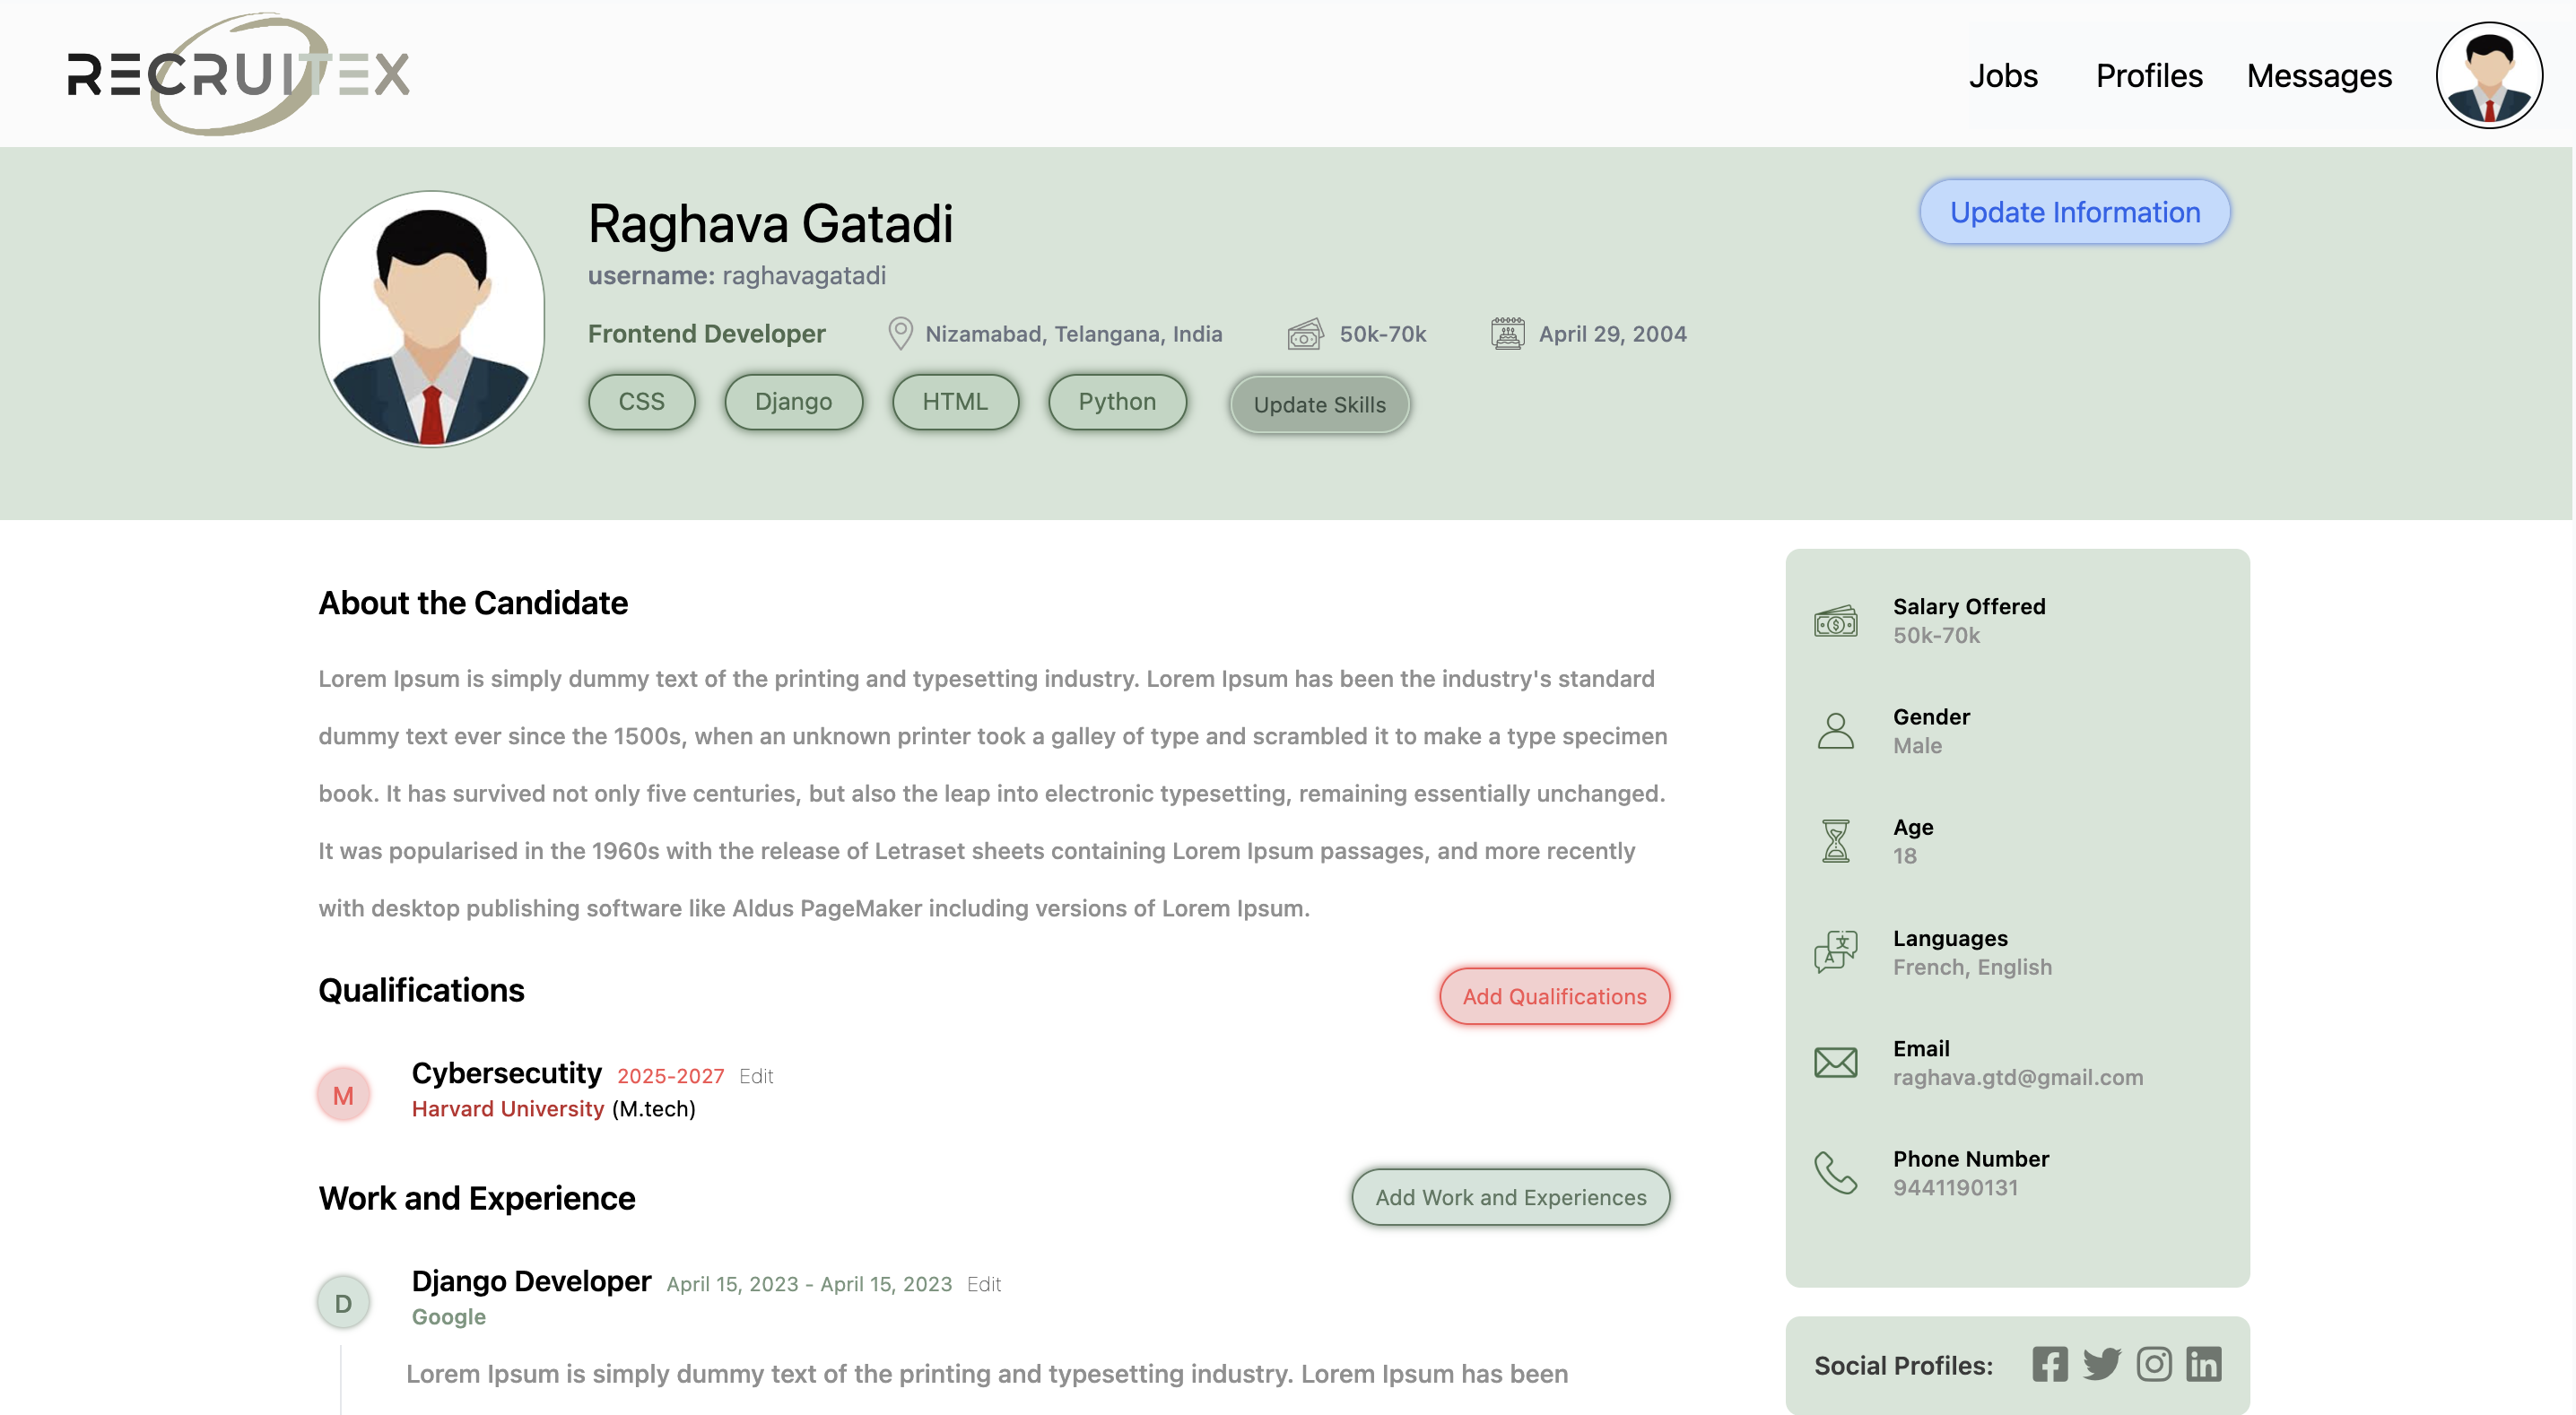 RECRUITEX
Jobs Profiles Messages
Raghava Gatadi
Update Information
username: raghavagatadi
Frontend Developer Nizamabad, Telangana, India 50k-70k April 29, 2004
CSS Django HTML Python Update Skills
About the Candidate
Lorem Ipsum is simply dummy text of the printing and typesetting industry. Lorem Ipsum has been the industry's standard
dummy text ever since the 1500s, when an unknown printer took a galley of type and scrambled it to make a type specimen
book. It has survived not only five centuries, but also the leap into electronic typesetting, remaining essentially unchanged.
It was popularised in the 1960s with the release of Letraset sheets containing Lorem Ipsum passages, and more recently
with desktop publishing software like Aldus PageMaker including versions of Lorem Ipsum.
Qualifications
Add Qualifications
M
Cybersecutity 2025-2027 Edit
Harvard University (M.tech)
Work and Experience
Add Work and Experiences
D
Django Developer April 15, 2023 - April 15, 2023 Edit
Google
Lorem Ipsum is simply dummy text of the printing and typesetting industry. Lorem Ipsum has been
Salary Offered
50k-70k
Gender
Male
Age
18
Languages
French, English
Email
raghava.gtd@gmail.com
Phone Number
9441190131
Social Profiles: